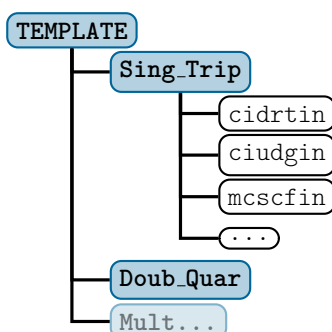 TEMPLATE
Sing_Trip
cidrtin
ciudgin
mcscfin
...
Doub_Quar
Mult...